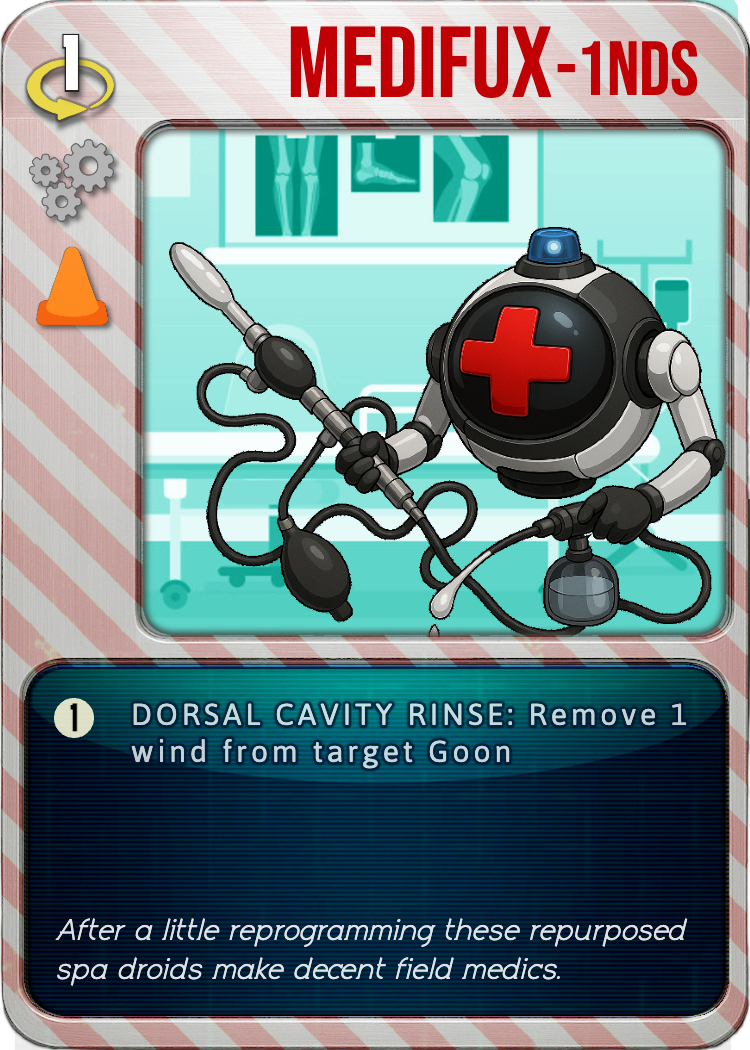 1
MEDIFUX-1NDS
1
DORSAL CAVITY RINSE: Remove 1
wind from target Goon
After a little reprogramming these repurposed
spa droids make decent field medics.